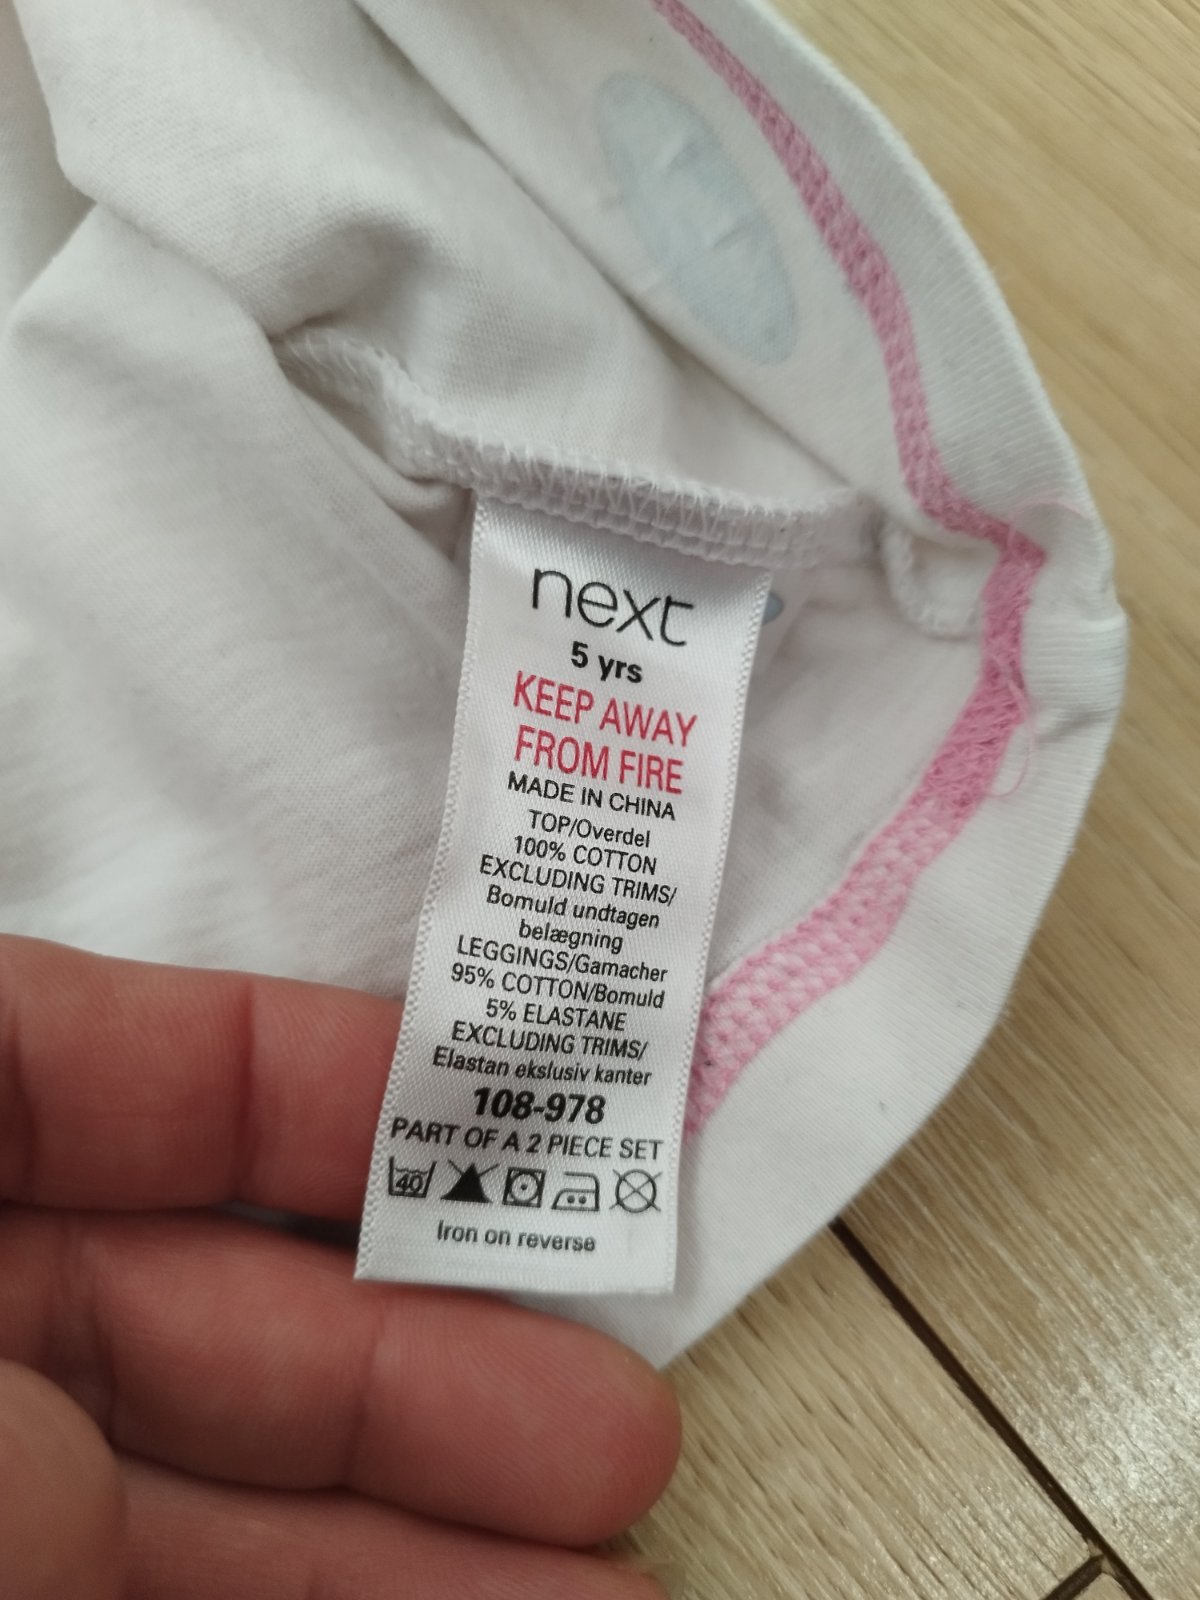 next
5 yrs
KEEP AWAY
FROM FIRE
MADE IN CHINA
TOP/Overdel
100% COTTON
EXCLUDING TRIMS/
Bomuld undtagen
belægning
LEGGINGS/Gamacher
95% COTTON/Bomuld
5% ELASTANE
EXCLUDING TRIMS/
Elastan ekslusiv kanter
108-978
PART OF A 2 PIECE SET
40
Iron on reverse